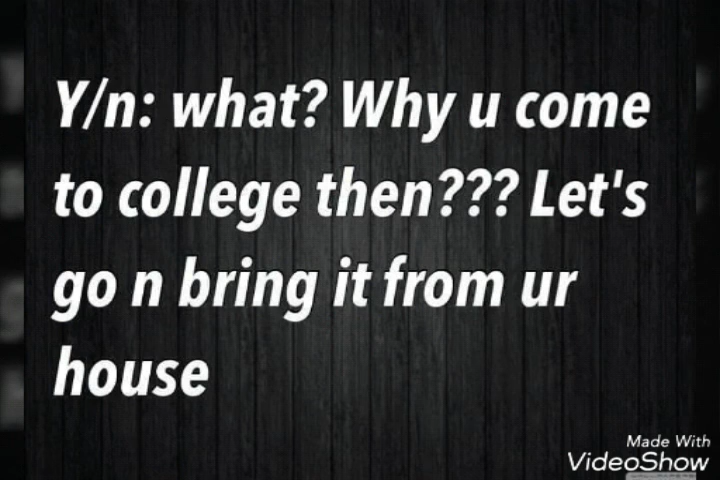 Y/n: what? Why u come
to college then??? Let's
go n bring it from ur
house
Made With
VideoShow